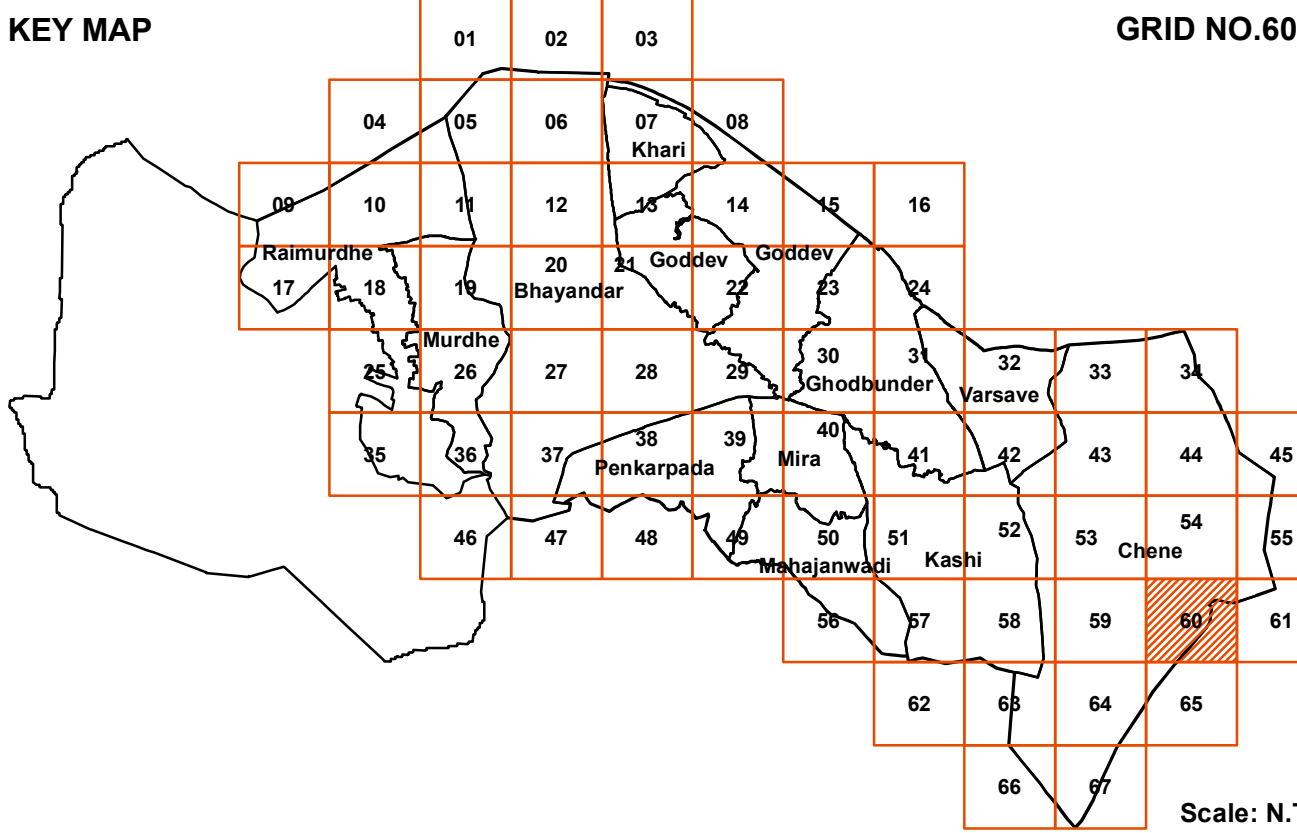 KEY MAP
GRID NO.60
01 02 03
04 05 06 07 08
Khari
09 10 11 12 13 14 15 16
Raimurdhe Goddev Goddev
17 18 19 20 21 22 23 24
Bhayandar
Murdhe
25 26 27 28 29 30 31 32 33 34
Ghodbunder Varsave
35 36 37 38 39 40 41 42 43 44 45
Penkarpada Mira
46 47 48 49 50 51 52 53 54 55
Mahajanwadi Kashi Chene
56 57 58 59 60 61
62 63 64 65
66 67
Scale: N.